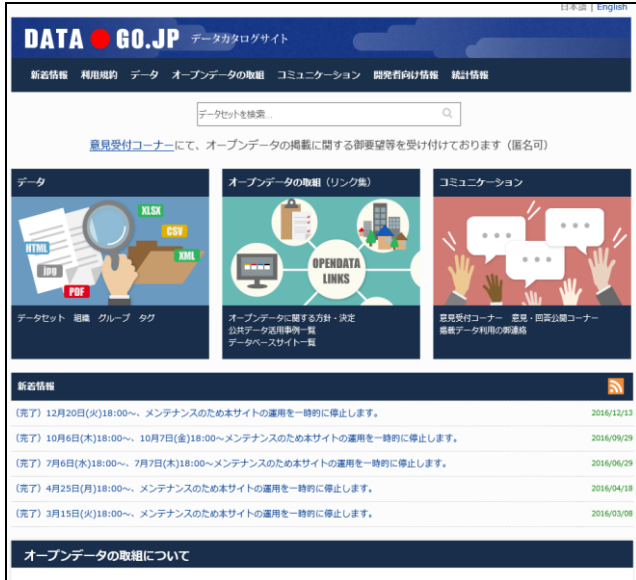 日本語 | English
DATA GO.JP データカタログサイト
新着情報 利用規約 データ オープンデータの取組 コミュニケーション 開発者向け情報 統計情報
データセットを検索...
意見受付コーナーにて、オープンデータの掲載に関する御要望等を受け付けております（匿名可）
データ
HTML
jpg
PDF
XLSX
CSV
XML
データセット 組織 グループ タグ
オープンデータの取組（リンク集）
OPENDATA
LINKS
オープンデータに関する方針・決定
公共データ活用事例一覧
データベースサイト一覧
コミュニケーション
意見受付コーナー 意見・回答公開コーナー
掲載データ利用の御連絡
新着情報
（完了）12月20日(火)18:00～、メンテナンスのため本サイトの運用を一時的に停止します。 2016/12/13
（完了）10月6日(木)18:00～、10月7日(金)18:00～メンテナンスのため本サイトの運用を一時的に停止します。 2016/09/29
（完了）7月6日(水)18:00～、7月7日(木)18:00～メンテナンスのため本サイトの運用を一時的に停止します。 2016/06/29
（完了）4月25日(月)18:00～、メンテナンスのため本サイトの運用を一時的に停止します。 2016/04/18
（完了）3月15日(火)18:00～、メンテナンスのため本サイトの運用を一時的に停止します。 2016/03/08
オープンデータの取組について